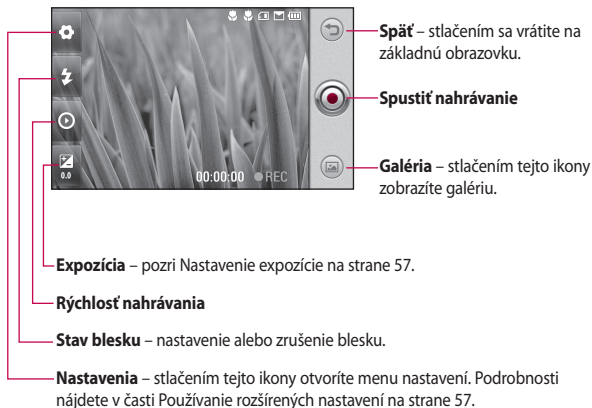 Späť – stlačením sa vrátite na
základnú obrazovku.
Spustiť nahrávanie
Galéria – stlačením tejto ikony
zobrazíte galériu.
0.0
00:00:00 REC
Expozícia – pozri Nastavenie expozície na strane 57.
Rýchlosť nahrávania
Stav blesku – nastavenie alebo zrušenie blesku.
Nastavenia – stlačením tejto ikony otvoríte menu nastavení. Podrobnosti
nájdete v časti Používanie rozšírených nastavení na strane 57.